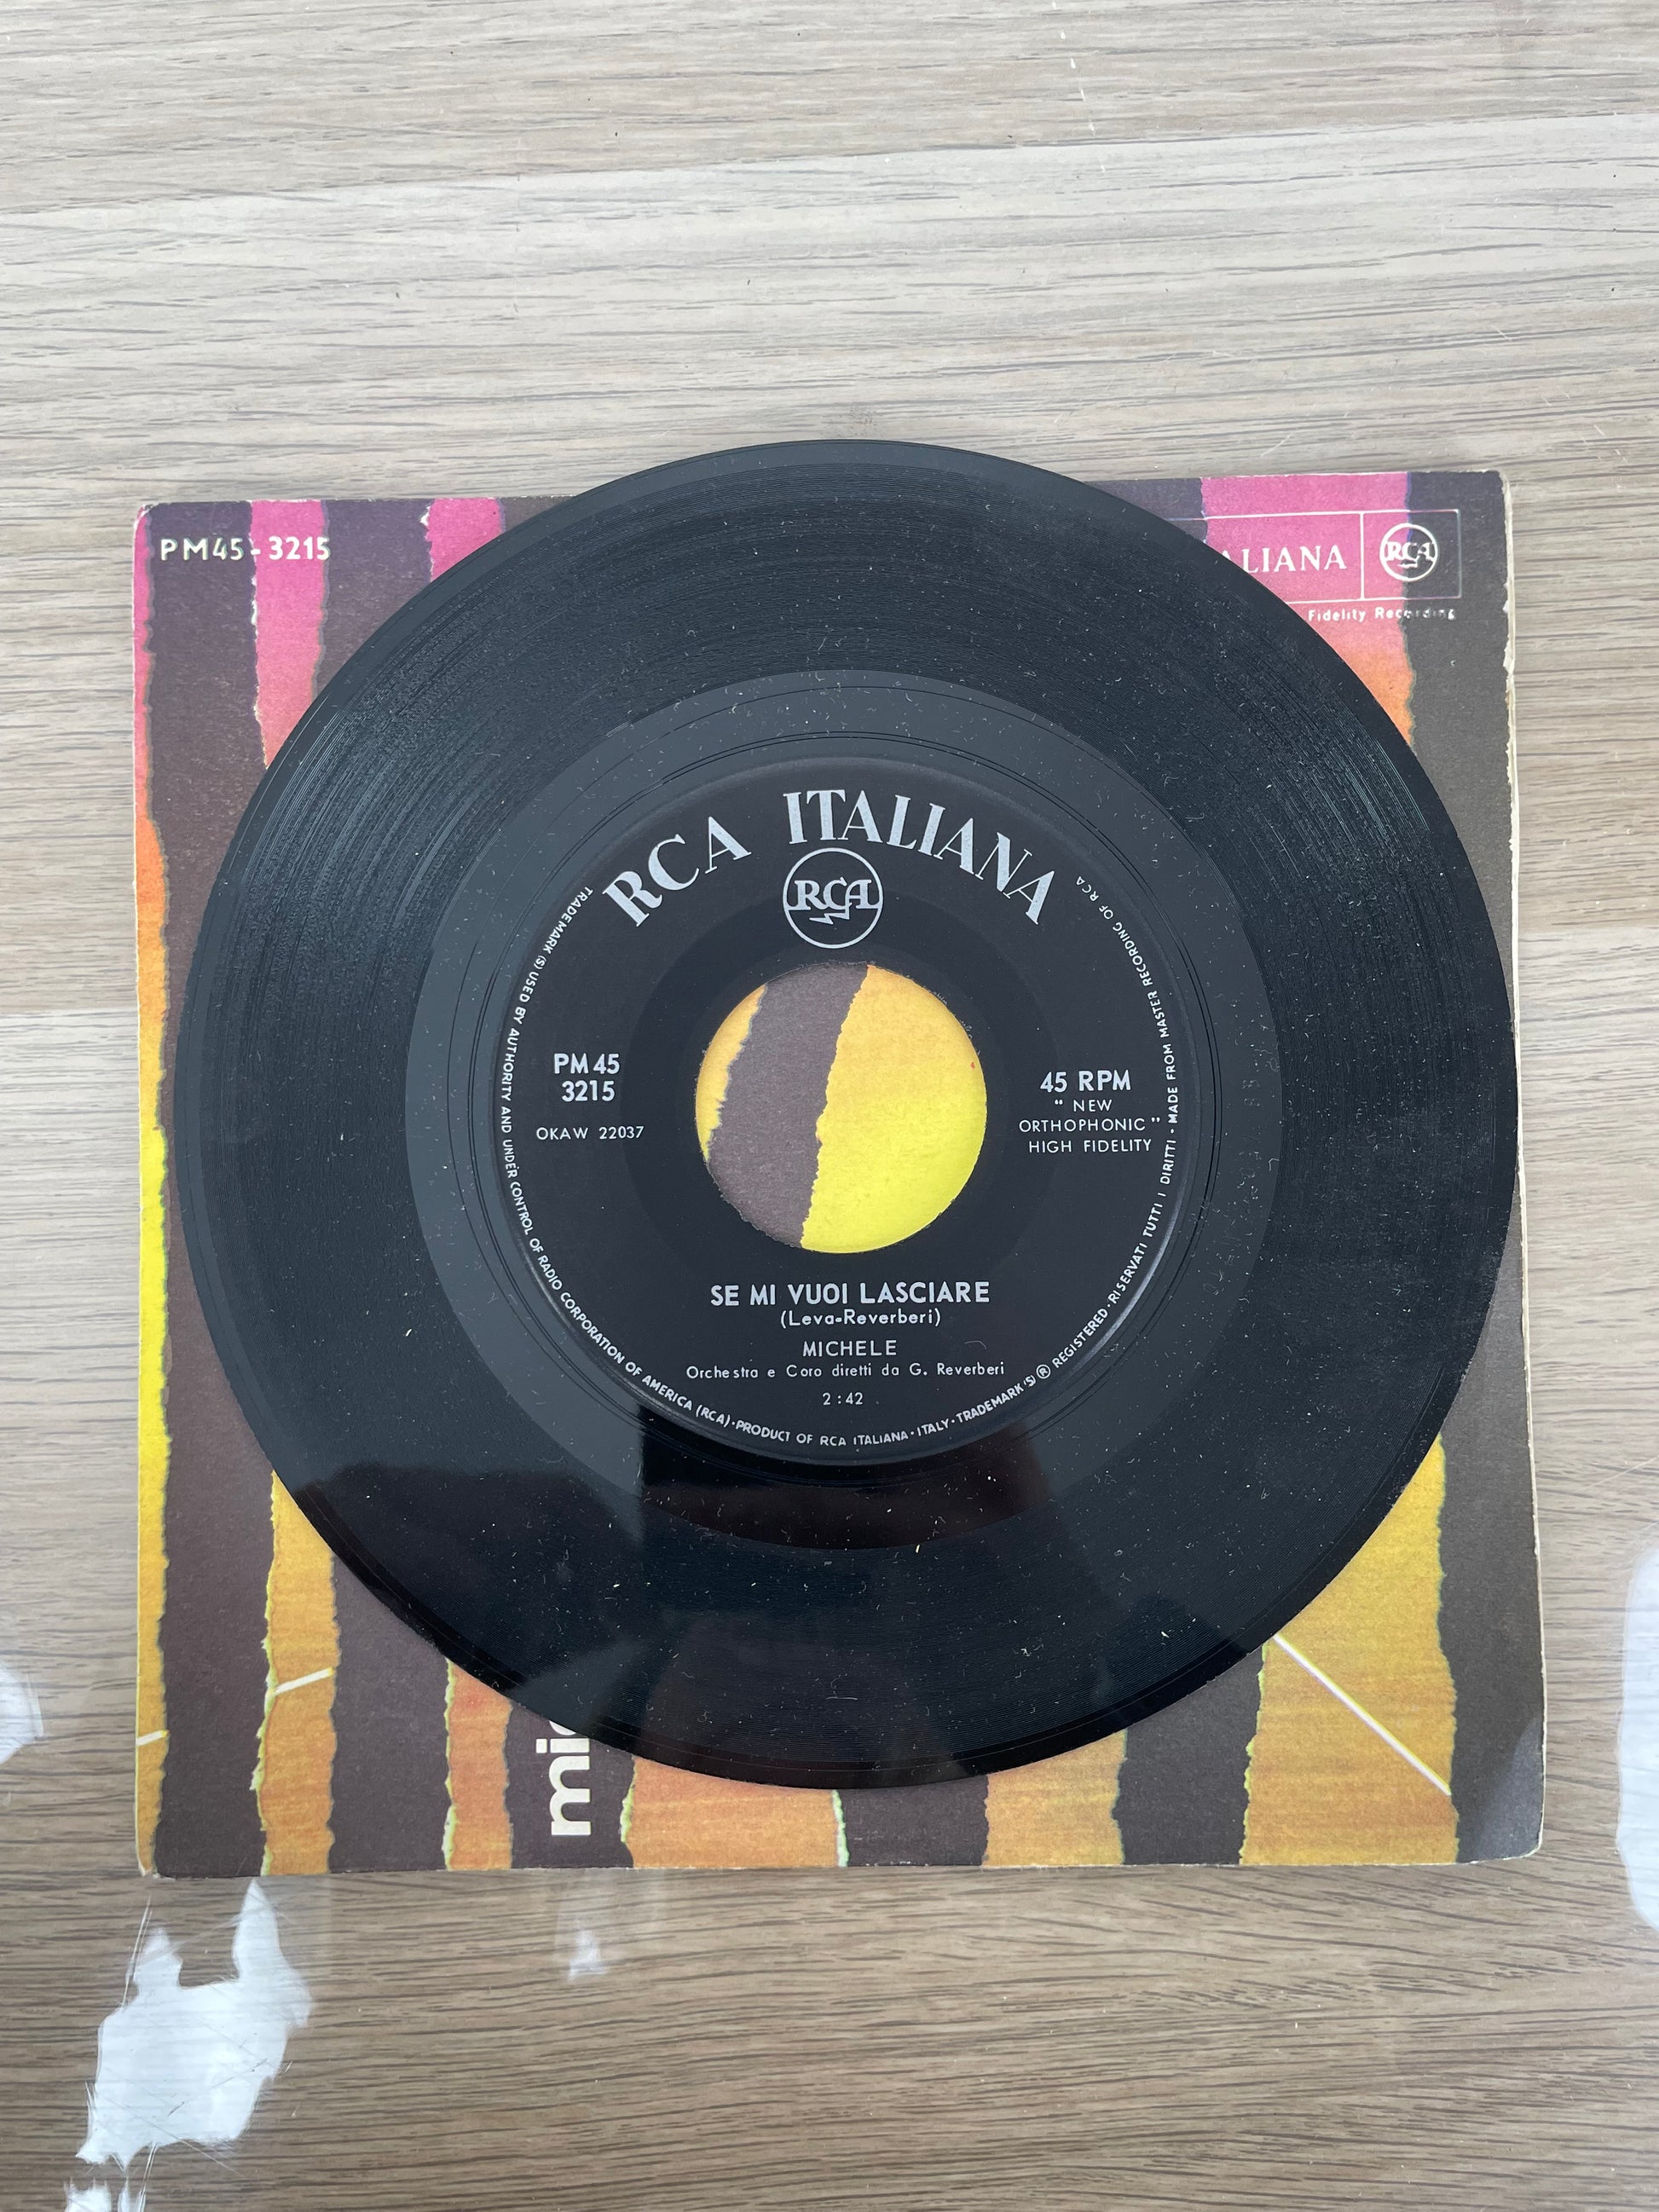 PM45-3215
ALIANA
RCA
Fidelity Recording
RCA ITALIANA
RCA
PM 45
3215
OKAW 22037
45 RPM
" NEW
ORTHOPHONIC "
HIGH FIDELITY
SE MI VUOI LASCIARE
(Leva-Reverberi)
MICHELE
Orchestra e Coro diretti da G. Reverberi
2:42
TRADEMARK (S) USED BY AUTHORITY AND UNDER CONTROL OF RADIO CORPORATION OF AMERICA (RCA)·PRODUCT OF RCA ITALIANA·ITALY·TRADEMARK (S) ® REGISTERED·RISERVATI TUTTI I DIRITTI·MADE FROM MASTER RECORDING OF RCA
mi